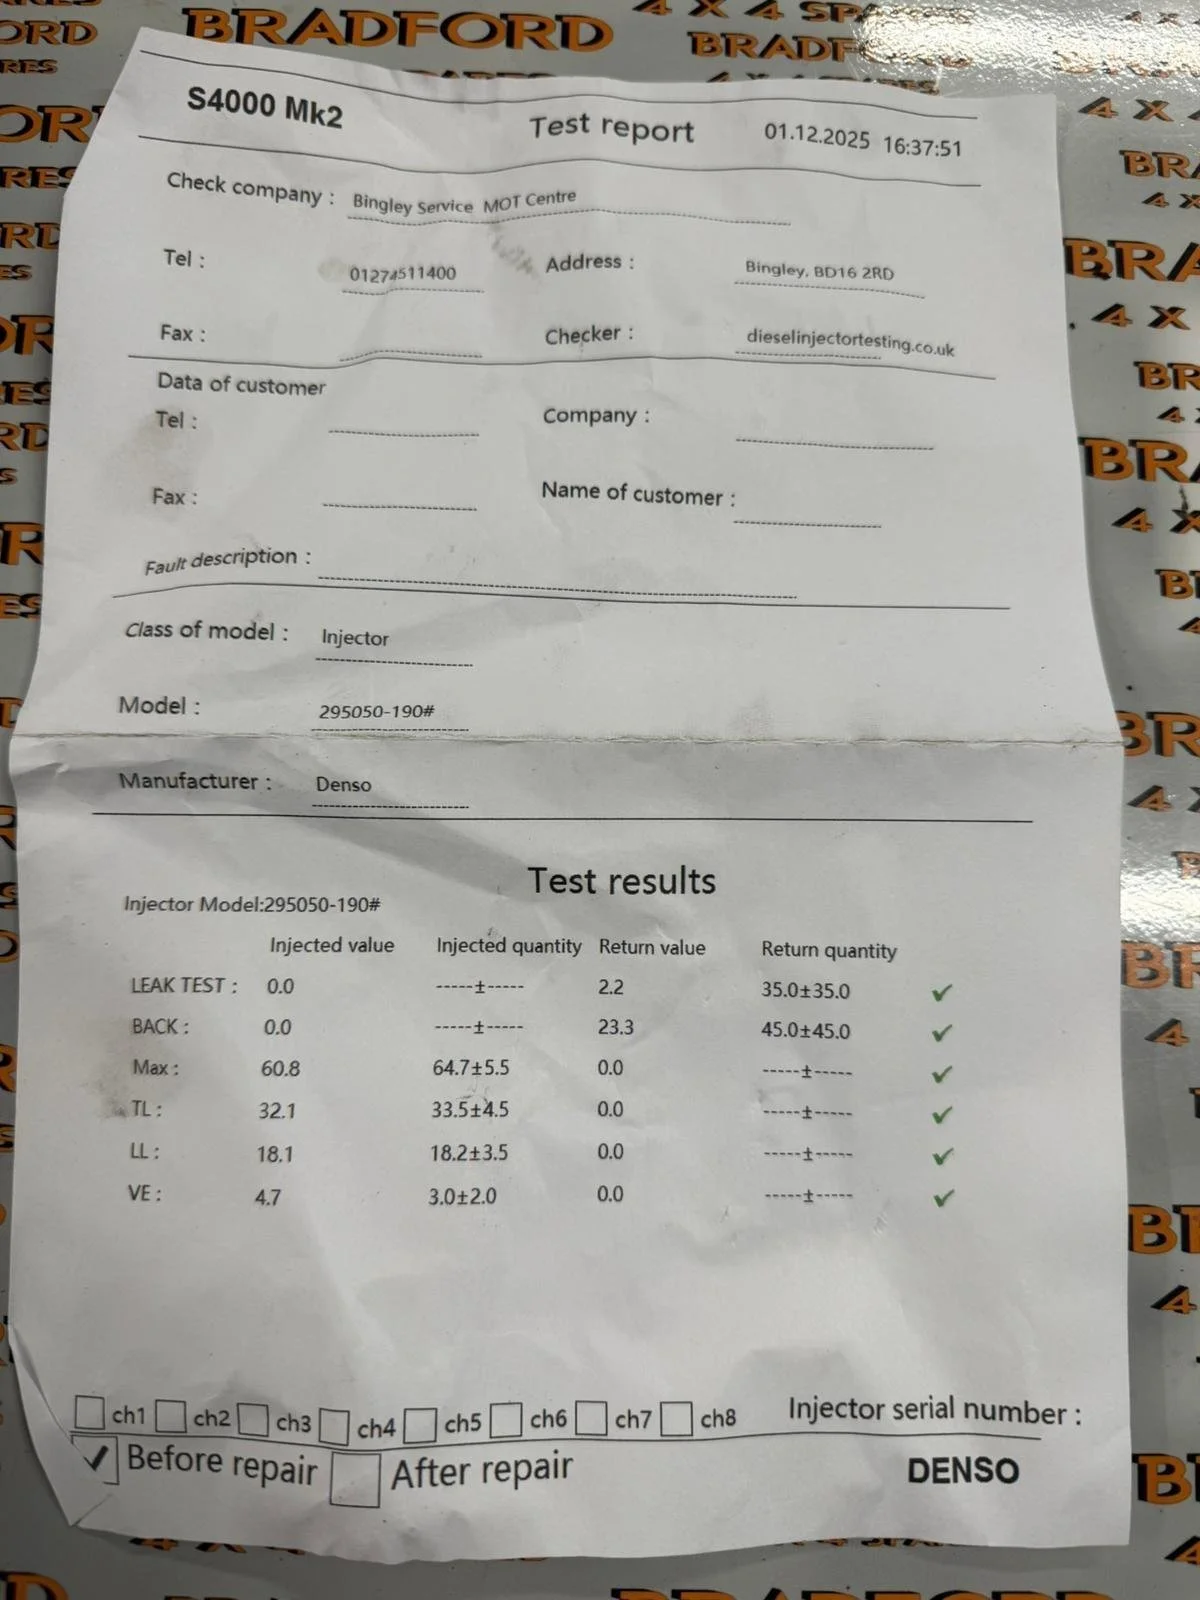 BRADFORD
4 X 4 SPARES
S4000 Mk2 Test report 01.12.2025 16:37:51
Check company : Bingley Service MOT Centre
Tel : 01274511400 Address : Bingley, BD16 2RD
Fax : Checker : dieselinjectortesting.co.uk
Data of customer
Tel : Company :
Fax : Name of customer :
Fault description :
Class of model : Injector
Model : 295050-190#
Manufacturer : Denso
Test results
Injector Model:295050-190#
Injected value Injected quantity Return value Return quantity
LEAK TEST : 0.0 -----±----- 2.2 35.0±35.0 ✔
BACK : 0.0 -----±----- 23.3 45.0±45.0 ✔
Max : 60.8 64.7±5.5 0.0 -----±----- ✔
TL : 32.1 33.5±4.5 0.0 -----±----- ✔
LL : 18.1 18.2±3.5 0.0 -----±----- ✔
VE : 4.7 3.0±2.0 0.0 -----±----- ✔
ch1 ch2 ch3 ch4 ch5 ch6 ch7 ch8 Injector serial number :
✓ Before repair After repair DENSO